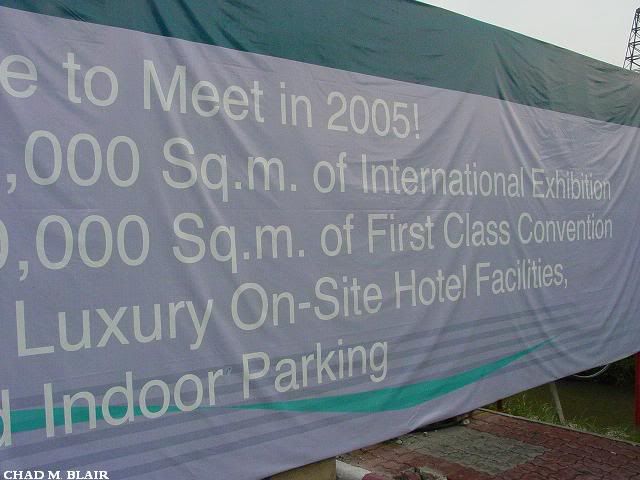 e to Meet in 2005!
,000 Sq.m. of International Exhibition
0,000 Sq.m. of First Class Convention
Luxury On-Site Hotel Facilities,
d Indoor Parking
CHAD M. BLAIR